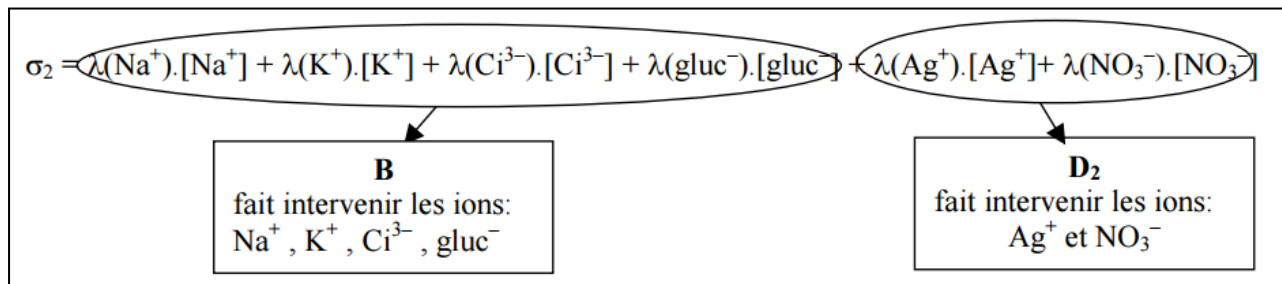 σ₂ = λ(Na⁺).[Na⁺] + λ(K⁺).[K⁺] + λ(Ci³⁻).[Ci³⁻] + λ(gluc⁻).[gluc⁻] + λ(Ag⁺).[Ag⁺]+ λ(NO₃⁻).[NO₃⁻]
B
fait intervenir les ions:
Na⁺ , K⁺ , Ci³⁻ , gluc⁻
D₂
fait intervenir les ions:
Ag⁺ et NO₃⁻